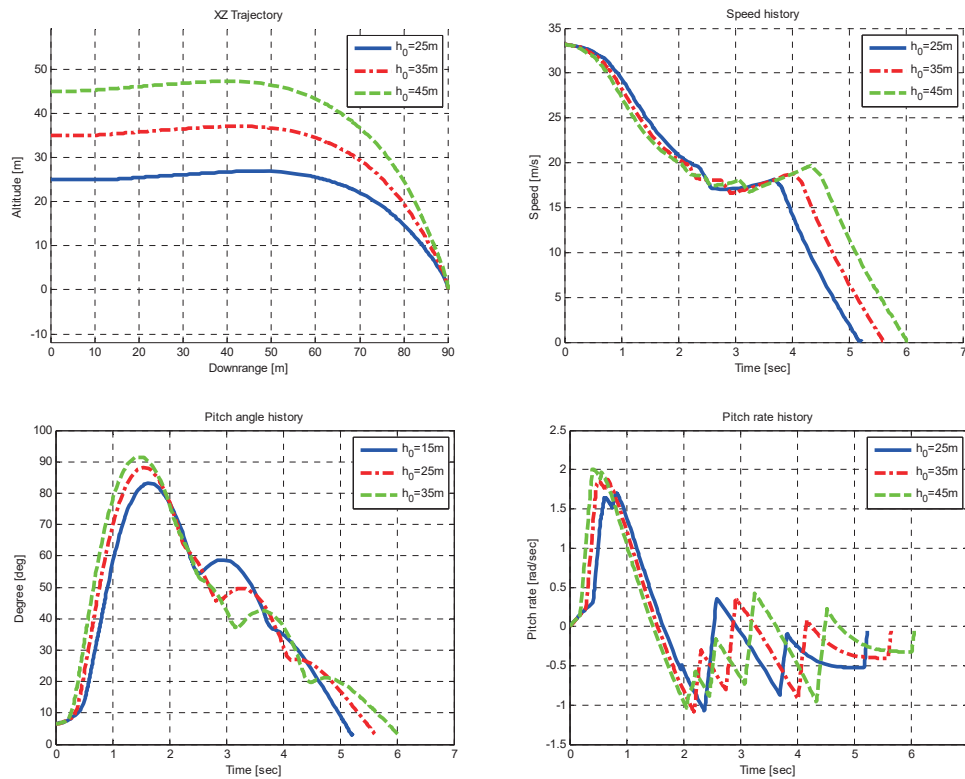 XZ Trajectory
h0=25m
h0=35m
h0=45m
50
40
30
20
10
0
-10
Altitude [m]
0 10 20 30 40 50 60 70 80 90
Downrange [m]
Speed history
h0=25m
h0=35m
h0=45m
35
30
25
20
15
10
5
0
Speed [m/s]
0 1 2 3 4 5 6 7
Time [sec]
Pitch angle history
h0=15m
h0=25m
h0=35m
100
90
80
70
60
50
40
30
20
10
0
Degree [deg]
0 1 2 3 4 5 6 7
Time [sec]
Pitch rate history
h0=25m
h0=35m
h0=45m
2.5
2
1.5
1
0.5
0
-0.5
-1
-1.5
Pitch rate [rad/sec]
0 1 2 3 4 5 6 7
Time [sec]